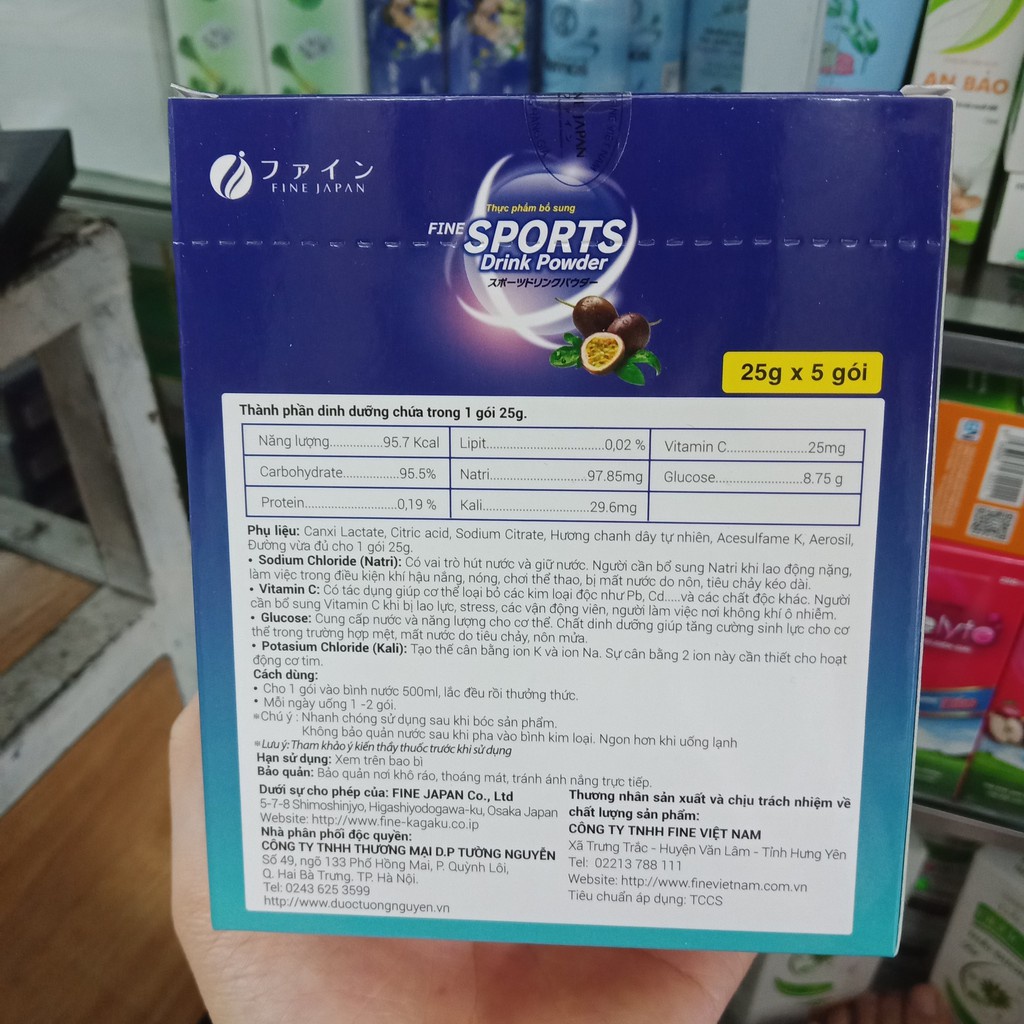 ファイン
FINE JAPAN
JAPAN
AN BẢO
Thực phẩm bổ sung
FINE SPORTS
Drink Powder
スポーツドリンクパウダー
25g x 5 gói
Thành phần dinh dưỡng chứa trong 1 gói 25g.
Năng lượng...............95.7 Kcal Lipit.................................0,02 % Vitamin C.......................25mg
Carbohydrate................95.5% Natri...........................97.85mg Glucose........................8.75 g
Protein..........................0,19 % Kali..............................29.6mg
Phụ liệu: Canxi Lactate, Citric acid, Sodium Citrate, Hương chanh dây tự nhiên, Acesulfame K, Aerosil,
Đường vừa đủ cho 1 gói 25g.
• Sodium Chloride (Natri): Có vai trò hút nước và giữ nước. Người cần bổ sung Natri khi lao động nặng,
làm việc trong điều kiện khí hậu nắng, nóng, chơi thể thao, bị mất nước do nôn, tiêu chảy kéo dài.
• Vitamin C: Có tác dụng giúp cơ thể loại bỏ các kim loại độc như Pb, Cd.....và các chất độc khác. Người
cần bổ sung Vitamin C khi bị lao lực, stress, các vận động viên, người làm việc nơi không khí ô nhiễm.
• Glucose: Cung cấp nước và năng lượng cho cơ thể. Chất dinh dưỡng giúp tăng cường sinh lực cho cơ
thể trong trường hợp mệt, mất nước do tiêu chảy, nôn mửa.
• Potasium Chloride (Kali): Tạo thế cân bằng ion K và ion Na. Sự cân bằng 2 ion này cần thiết cho hoạt
động cơ tim.
Cách dùng:
• Cho 1 gói vào bình nước 500ml, lắc đều rồi thưởng thức.
• Mỗi ngày uống 1 -2 gói.
*Chú ý : Nhanh chóng sử dụng sau khi bóc sản phẩm.
Không bảo quản nước sau khi pha vào bình kim loại. Ngon hơn khi uống lạnh
*Lưu ý: Tham khảo ý kiến thầy thuốc trước khi sử dụng
Hạn sử dụng: Xem trên bao bì
Bảo quản: Bảo quản nơi khô ráo, thoáng mát, tránh ánh nắng trực tiếp.
Dưới sự cho phép của: FINE JAPAN Co., Ltd
5-7-8 Shimoshinjyo, Higashiyodogawa-ku, Osaka Japan
Website: http://www.fine-kagaku.co.ip
Nhà phân phối độc quyền:
CÔNG TY TNHH THƯƠNG MẠI D.P TƯỜNG NGUYÊN
Số 49, ngõ 133 Phố Hồng Mai, P. Quỳnh Lôi,
Q. Hai Bà Trưng. TP. Hà Nội.
Tel: 0243 625 3599
http://www.duoctuongnguyen.vn
Thương nhân sản xuất và chịu trách nhiệm về
chất lượng sản phẩm:
CÔNG TY TNHH FINE VIỆT NAM
Xã Trưng Trắc - Huyện Văn Lâm - Tỉnh Hưng Yên
Tel: 02213 788 111
Website: http://www.finevietnam.com.vn
Tiêu chuẩn áp dụng: TCCS